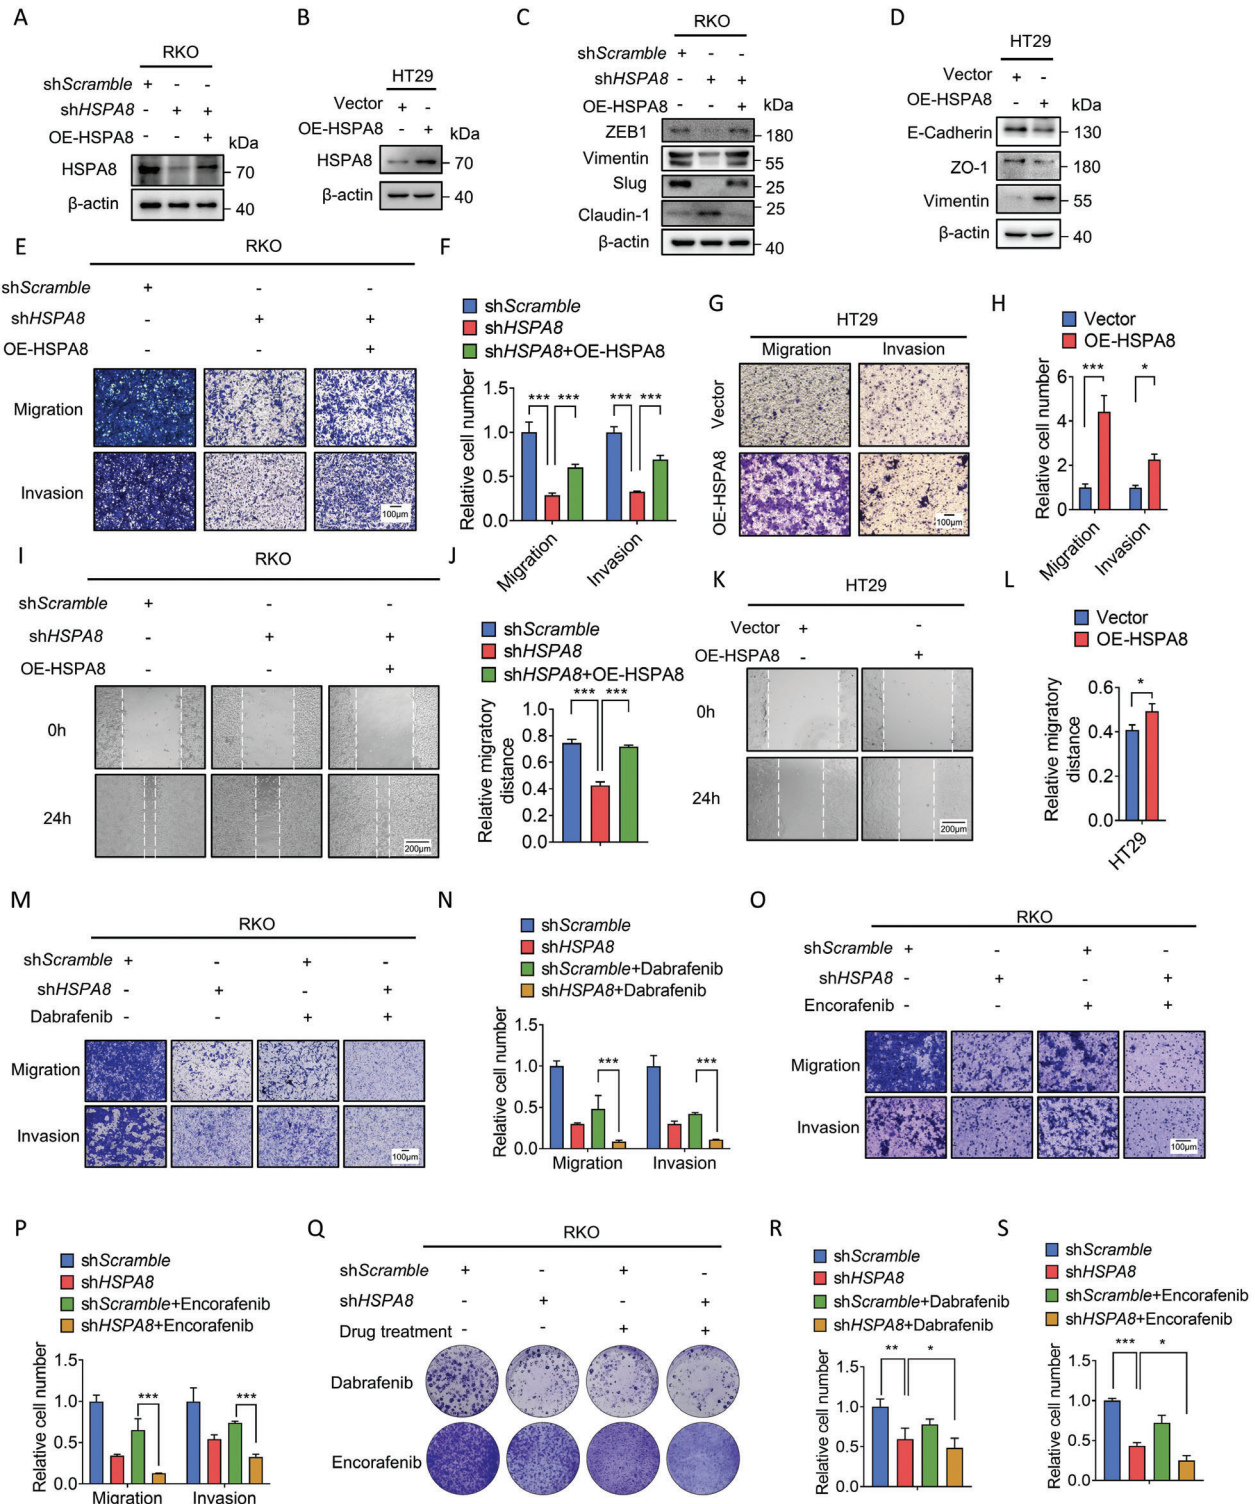 A
RKO
shScramble + - -
shHSPA8 - + +
OE-HSPA8 - - +
kDa
HSPA8 70
β-actin 40
B
HT29
Vector + -
OE-HSPA8 - +
kDa
HSPA8 70
β-actin 40
C
RKO
shScramble + - -
shHSPA8 - + +
OE-HSPA8 - - +
kDa
ZEB1 180
Vimentin 55
Slug 25
Claudin-1 25
β-actin 40
D
HT29
Vector + -
OE-HSPA8 - +
kDa
E-Cadherin 130
ZO-1 180
Vimentin 55
β-actin 40
E
RKO
shScramble + - -
shHSPA8 - + +
OE-HSPA8 - - +
Migration
Invasion
100μm
F
shScramble
shHSPA8
shHSPA8+OE-HSPA8
Relative cell number
1.5
1.0
0.5
0.0
*** *** *** ***
Migration
Invasion
G
HT29
Migration Invasion
Vector
OE-HSPA8
100μm
H
Vector
OE-HSPA8
Relative cell number
6
4
2
0
*** *
Migration
Invasion
I
RKO
shScramble + - -
shHSPA8 - + +
OE-HSPA8 - - +
0h
24h
200μm
J
shScramble
shHSPA8
shHSPA8+OE-HSPA8
Relative migratory
distance
1.0
0.8
0.6
0.4
0.2
0.0
*** ***
K
HT29
Vector + -
OE-HSPA8 - +
0h
24h
200μm
L
Vector
OE-HSPA8
Relative migratory
distance
0.6
0.4
0.2
0.0
*
HT29
M
RKO
shScramble + - + -
shHSPA8 - + - +
Dabrafenib - - + +
Migration
Invasion
100μm
N
shScramble
shHSPA8
shScramble+Dabrafenib
shHSPA8+Dabrafenib
Relative cell number
1.5
1.0
0.5
0.0
*** ***
Migration Invasion
O
RKO
shScramble + - + -
shHSPA8 - + - +
Encorafenib - - + +
Migration
Invasion
100μm
P
shScramble
shHSPA8
shScramble+Encorafenib
shHSPA8+Encorafenib
Relative cell number
1.5
1.0
0.5
0.0
*** ***
Migration Invasion
Q
RKO
shScramble + - + -
shHSPA8 - + - +
Drug treatment - - + +
Dabrafenib
Encorafenib
R
shScramble
shHSPA8
shScramble+Dabrafenib
shHSPA8+Dabrafenib
Relative cell number
1.5
1.0
0.5
0.0
** *
S
shScramble
shHSPA8
shScramble+Encorafenib
shHSPA8+Encorafenib
Relative cell number
1.5
1.0
0.5
0.0
*** *